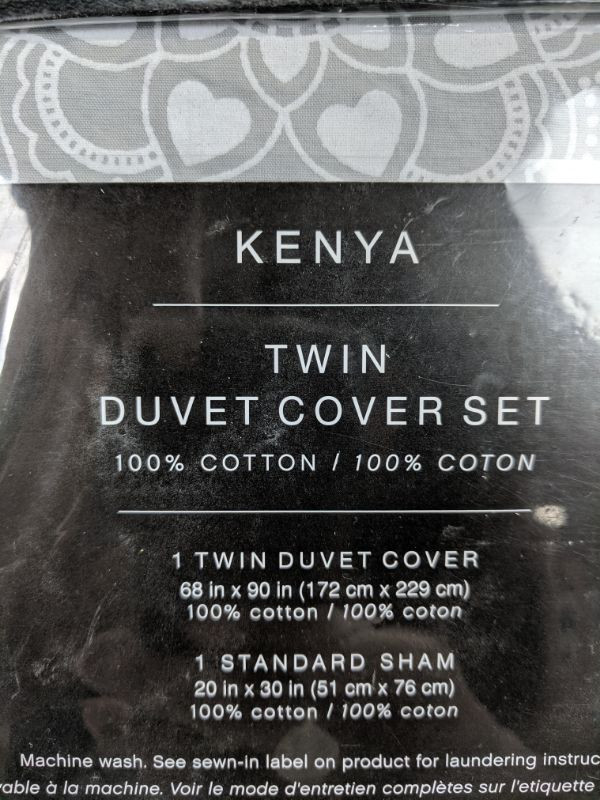 KENYA
TWIN
DUVET COVER SET
100% COTTON / 100% COTON
1 TWIN DUVET COVER
68 in x 90 in (172 cm x 229 cm)
100% cotton / 100% coton
1 STANDARD SHAM
20 in x 30 in (51 cm x 76 cm)
100% cotton / 100% coton
Machine wash. See sewn-in label on product for laundering instruc
vable à la machine. Voir le mode d'entretien complètes sur l'etiquette